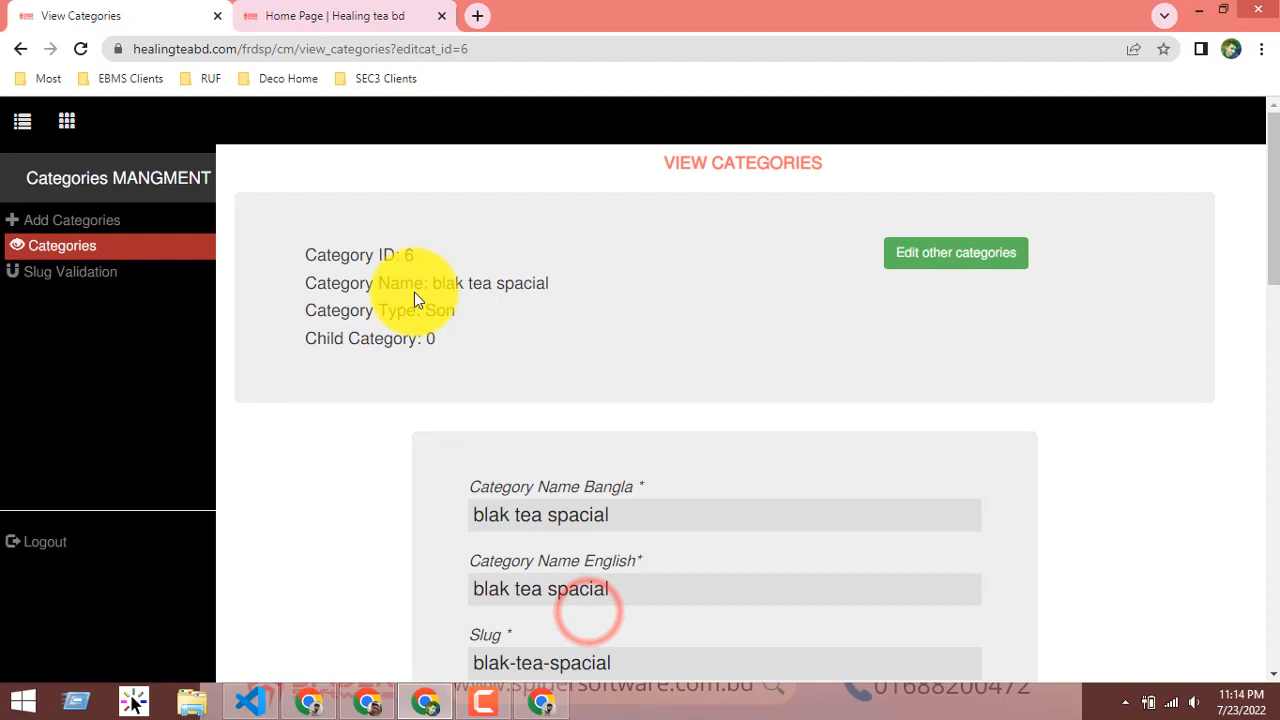 View Categories
Home Page | Healing tea bd
healingteabd.com/frdsp/cm/view_categories?editcat_id=6
Most
EBMS Clients
RUF
Deco Home
SEC3 Clients
Categories MANGMENT
Add Categories
Categories
Slug Validation
Logout
VIEW CATEGORIES
Category ID: 6
Category Name: blak tea spacial
Category Type: Son
Child Category: 0
Edit other categories
Category Name Bangla *
blak tea spacial
Category Name English*
blak tea spacial
Slug *
blak-tea-spacial
www.spidersoftware.com.bd
01688200472
11:14 PM
7/23/2022